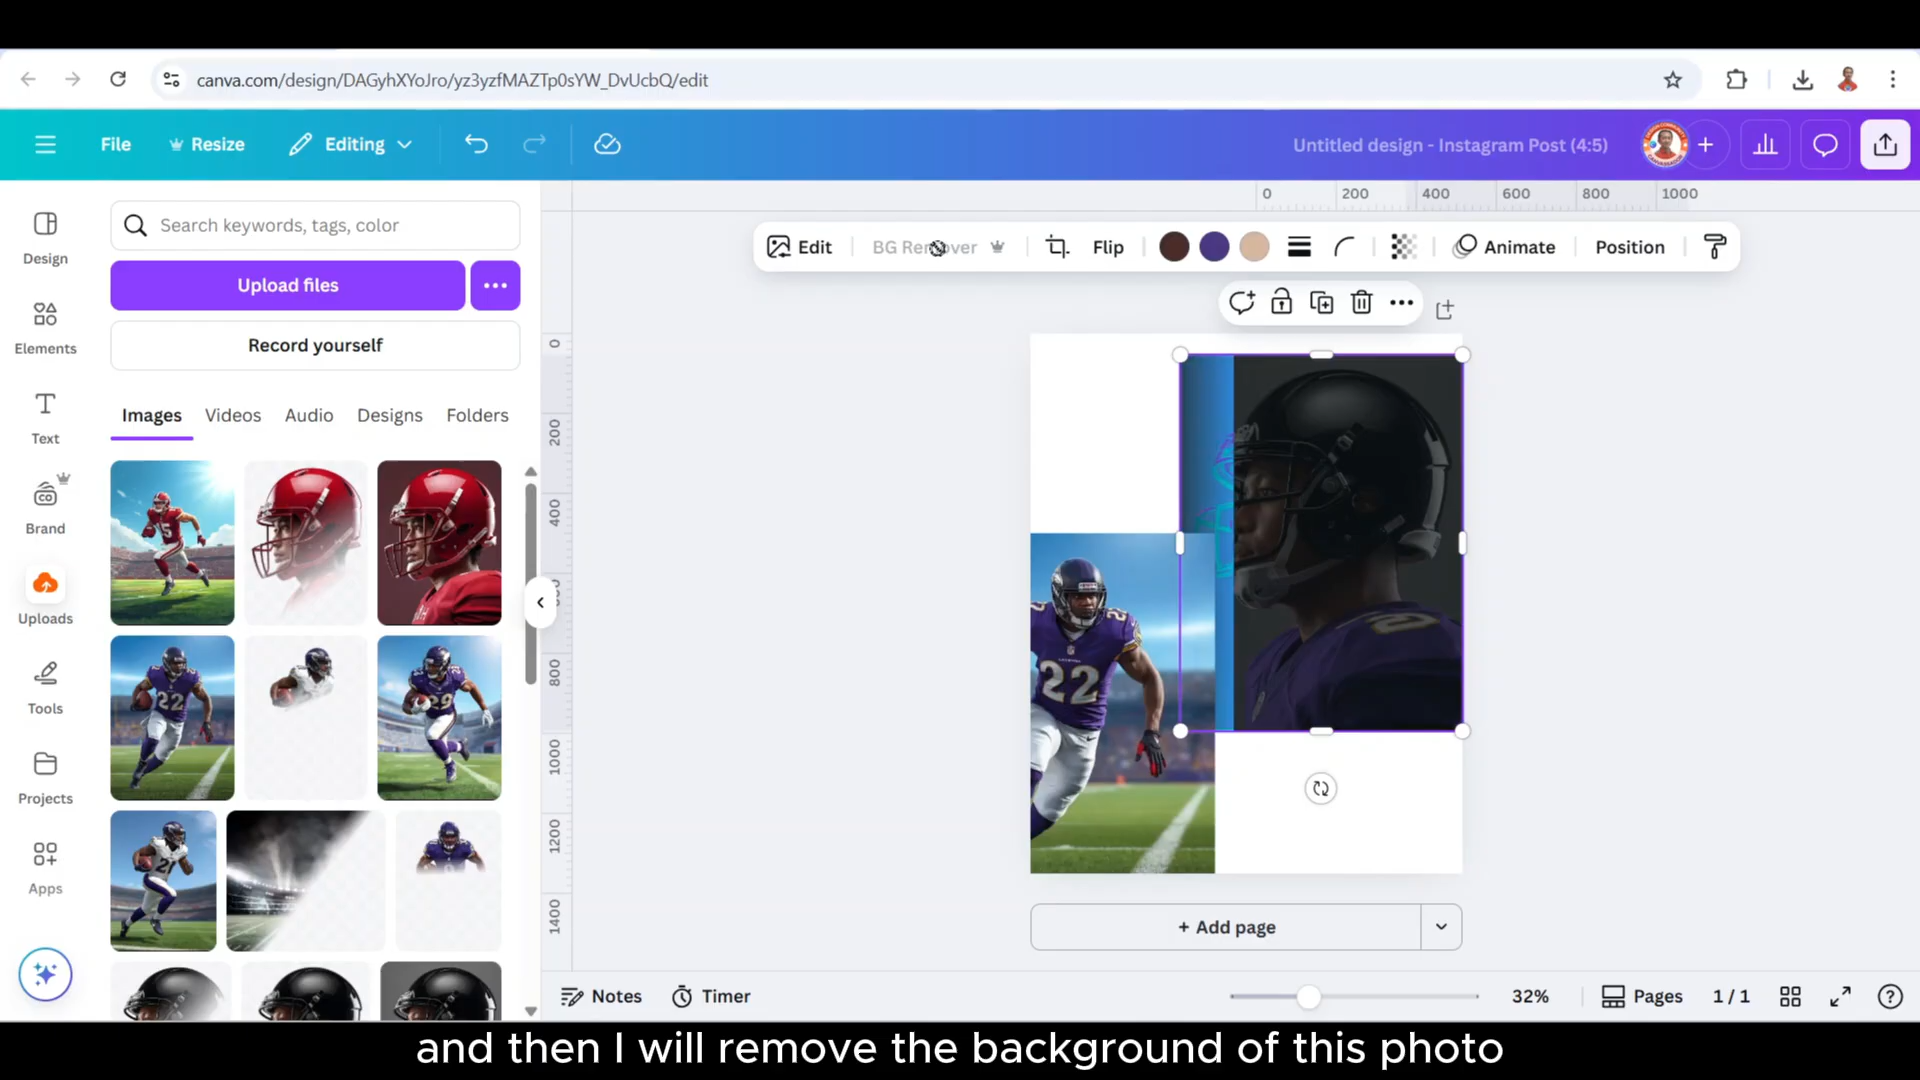 canva.com/design/DAGyhXYoJro/yz3yzfMAZTp0sYW_DvUcbQ/edit
File
Resize
Editing
Untitled design - Instagram Post (4:5)
Design
Elements
Text
Brand
Uploads
Tools
Projects
Apps
Search keywords, tags, color
Upload files
Record yourself
Images
Videos
Audio
Designs
Folders
Edit
BG Remover
Flip
Animate
Position
0
200
400
600
800
1000
0
200
400
800
1000
1200
1400
22
+ Add page
Notes
Timer
32%
Pages
1 / 1
and then I will remove the background of this photo